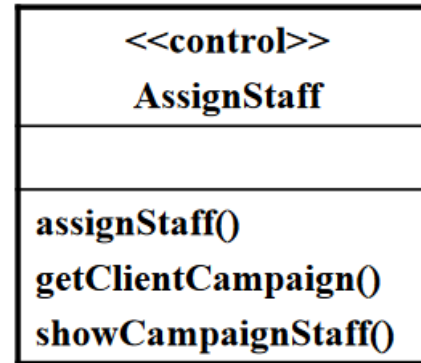 <<control>>
AssignStaff
assignStaff()
getClientCampaign()
showCampaignStaff()